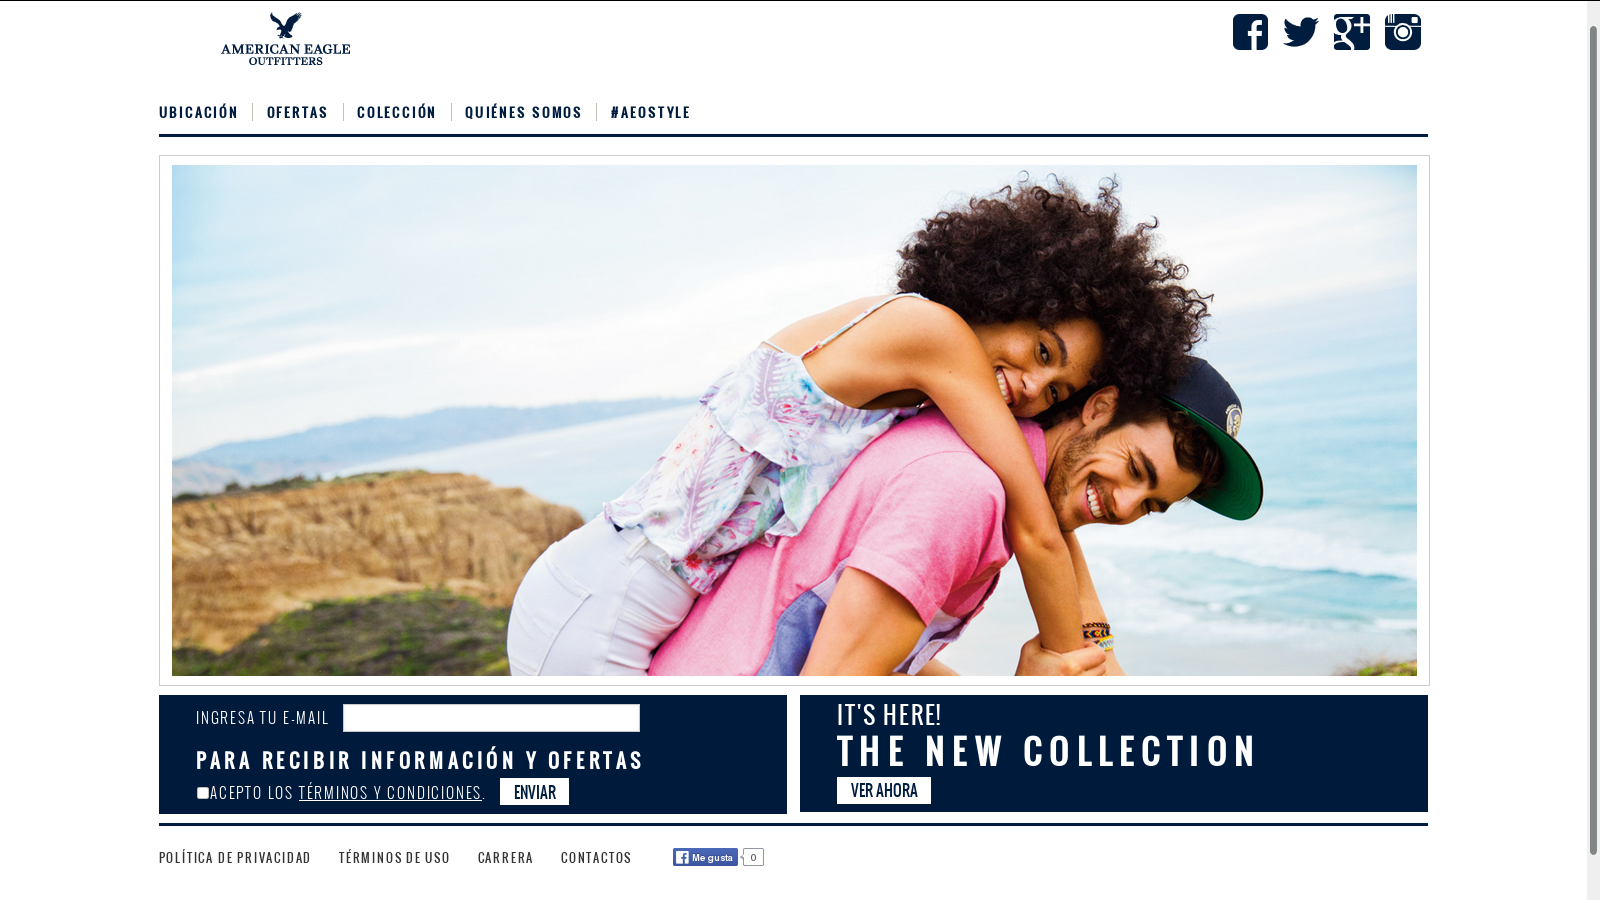 AMERICAN EAGLE
OUTFITTERS
UBICACIÓN
OFERTAS
COLECCIÓN
QUIÉNES SOMOS
#AEOSTYLE
INGRESA TU E-MAIL
PARA RECIBIR INFORMACIÓN Y OFERTAS
ACEPTO LOS TÉRMINOS Y CONDICIONES.
ENVIAR
IT'S HERE!
THE NEW COLLECTION
VER AHORA
POLÍTICA DE PRIVACIDAD
TÉRMINOS DE USO
CARRERA
CONTACTOS
Me gusta
0